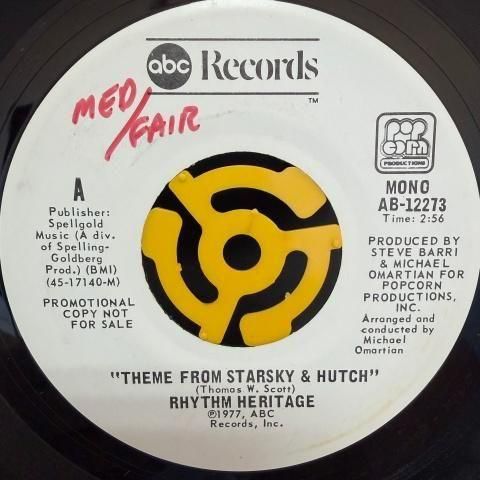 abc Records
TM
MED/FAIR
POP
CORN
PRODUCTIONS
A
Publisher:
Spellgold
Music (A div.
of Spelling-
Goldberg
Prod.) (BMI)
(45-17140-M)
PROMOTIONAL
COPY NOT
FOR SALE
MONO
AB-12273
Time: 2:56
PRODUCED BY
STEVE BARRI
& MICHAEL
OMARTIAN FOR
POPCORN
PRODUCTIONS,
INC.
Arranged and
conducted by
Michael
Omartian
"THEME FROM STARSKY & HUTCH"
(Thomas W. Scott)
RHYTHM HERITAGE
℗1977, ABC
Records, Inc.